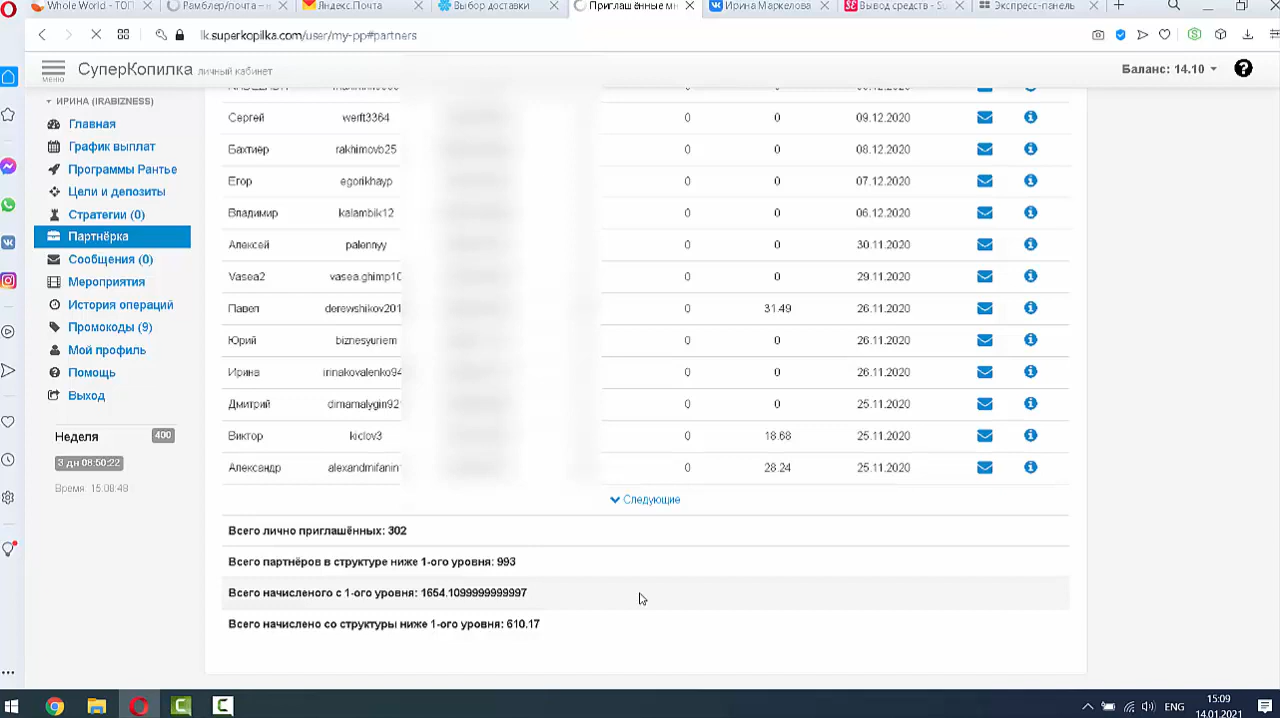 Whole World - ТОП
Рамблер/почта –
Яндекс.Почта
Выбор доставки
Приглашённые мн
Ирина Маркелова
Вывод средств - Su
Экспресс-панель
lk.superkopilka.com/user/my-pp#partners
МЕНЮ
СуперКопилка личный кабинет
Баланс: 14.10
ИРИНА (IRABIZNESS)
Главная
График выплат
Программы Рантье
Цели и депозиты
Стратегии (0)
Партнёрка
Сообщения (0)
Мероприятия
История операций
Промокоды (9)
Мой профиль
Помощь
Выход
Неделя 400
3 дн 08:50:22
Время 15:08:49
Сергей werft3364 0 0 09.12.2020
Бахтиер rakhimovb25 0 0 08.12.2020
Егор egorikhayp 0 0 07.12.2020
Владимир kalambik12 0 0 06.12.2020
Алексей palennyy 0 0 30.11.2020
Vasea2 vasea.ghimp10 0 0 29.11.2020
Павел derewshikov201 0 31.49 26.11.2020
Юрий biznesyuriem 0 0 26.11.2020
Ирина irinakovalenko94 0 0 26.11.2020
Дмитрий dimamalygin92 0 0 25.11.2020
Виктор kiclov3 0 18.68 25.11.2020
Александр alexandrnifanin 0 28.24 25.11.2020
Следующие
Всего лично приглашённых: 302
Всего партнёров в структуре ниже 1-ого уровня: 993
Всего начисленого с 1-ого уровня: 1654.1099999999997
Всего начислено со структуры ниже 1-ого уровня: 610.17
ENG
15:09
14.01.2021